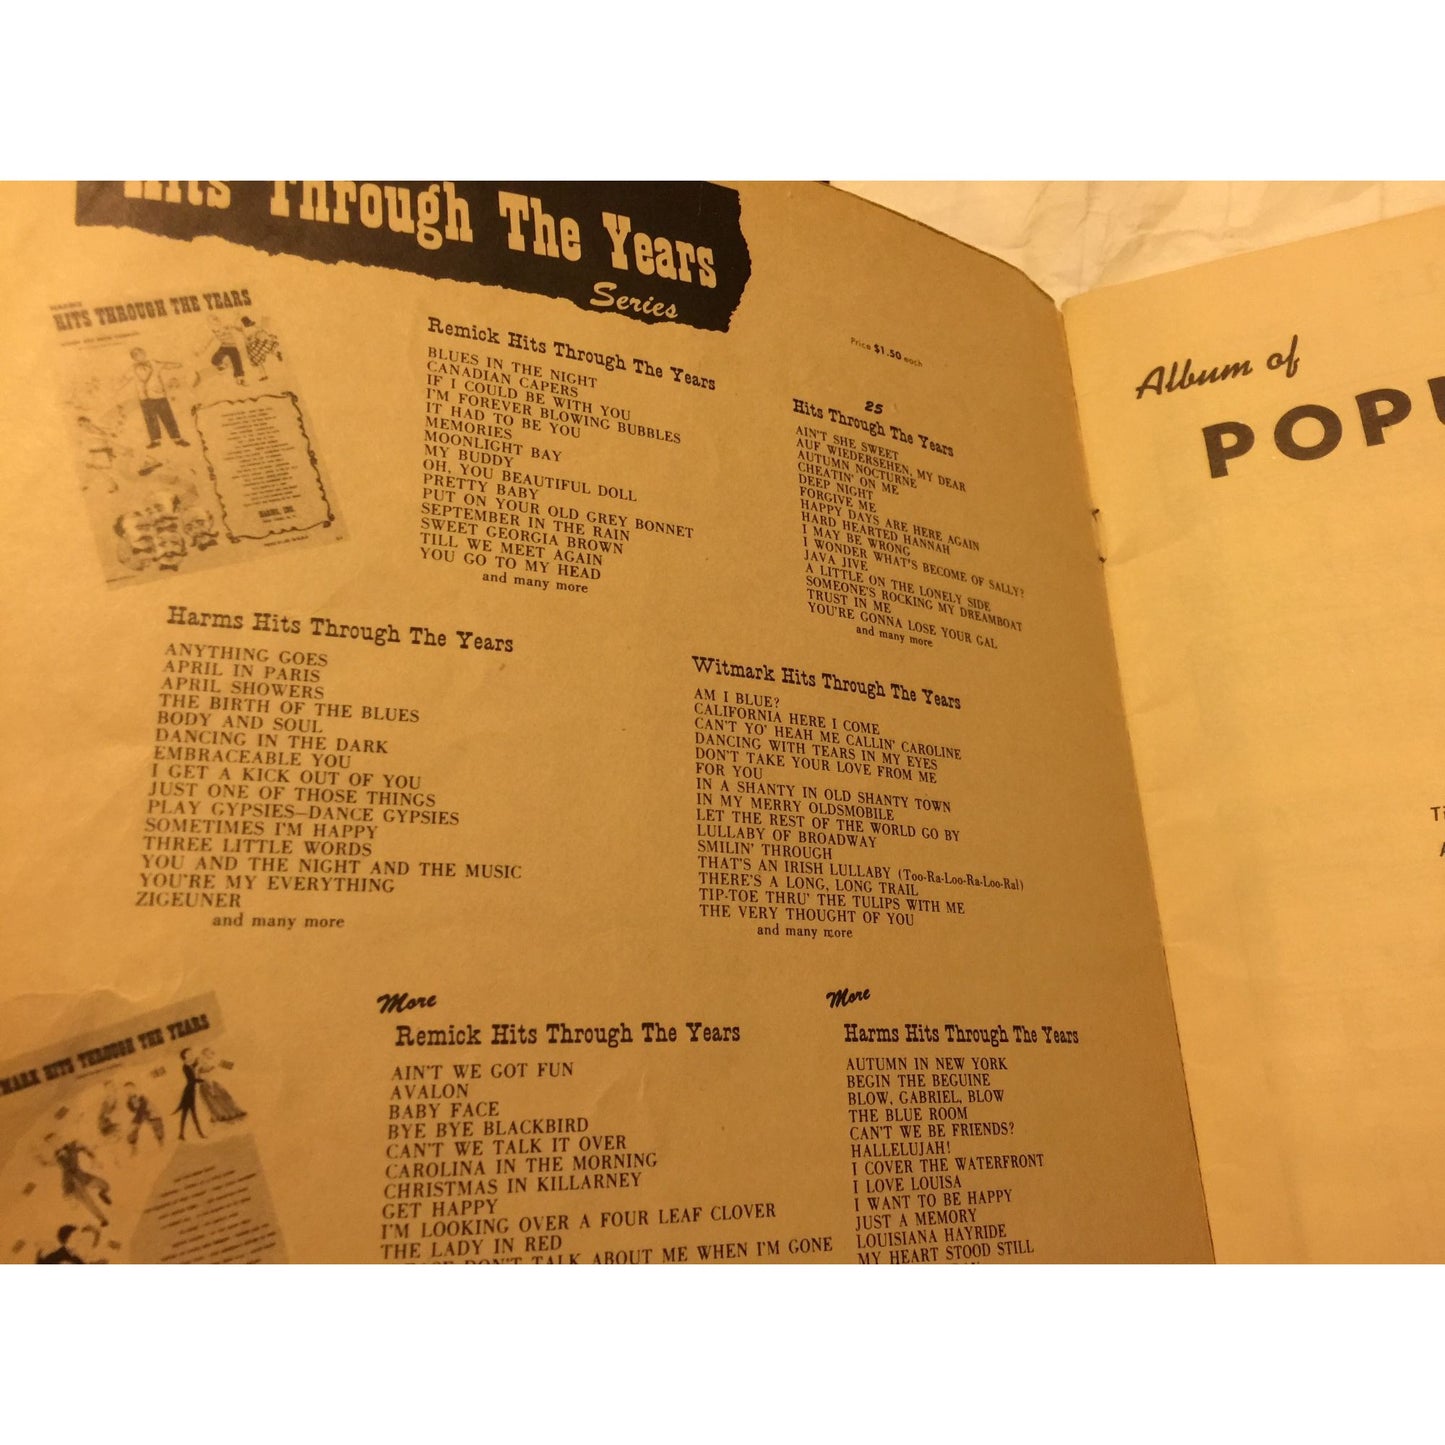 Hits Through The Years
Series
HITS THROUGH THE YEARS
Remick Hits Through The Years
BLUES IN THE NIGHT
CANADIAN CAPERS
IF I COULD BE WITH YOU
I'M FOREVER BLOWING BUBBLES
IT HAD TO BE YOU
MEMORIES
MOONLIGHT BAY
MY BUDDY
OH, YOU BEAUTIFUL DOLL
PRETTY BABY
PUT ON YOUR OLD GREY BONNET
SEPTEMBER IN THE RAIN
SWEET GEORGIA BROWN
TILL WE MEET AGAIN
YOU GO TO MY HEAD
and many more
Price $1.50 each
25
Hits Through The Years
AIN'T SHE SWEET
AUF WIEDERSEHEN, MY DEAR
AUTUMN NOCTURNE
CHEATIN' ON ME
DEEP NIGHT
FORGIVE ME
HAPPY DAYS ARE HERE AGAIN
HARD HEARTED HANNAH
I MAY BE WRONG
I WONDER WHAT'S BECOME OF SALLY?
JAVA JIVE
A LITTLE ON THE LONELY SIDE
SOMEONE'S ROCKING MY DREAMBOAT
TRUST IN ME
YOU'RE GONNA LOSE YOUR GAL
and many more
Harms Hits Through The Years
ANYTHING GOES
APRIL IN PARIS
APRIL SHOWERS
THE BIRTH OF THE BLUES
BODY AND SOUL
DANCING IN THE DARK
EMBRACEABLE YOU
I GET A KICK OUT OF YOU
JUST ONE OF THOSE THINGS
PLAY GYPSIES—DANCE GYPSIES
SOMETIMES I'M HAPPY
THREE LITTLE WORDS
YOU AND THE NIGHT AND THE MUSIC
YOU'RE MY EVERYTHING
ZIGEUNER
and many more
Witmark Hits Through The Years
AM I BLUE?
CALIFORNIA HERE I COME
CAN'T YO' HEAH ME CALLIN' CAROLINE
DANCING WITH TEARS IN MY EYES
DON'T TAKE YOUR LOVE FROM ME
FOR YOU
IN A SHANTY IN OLD SHANTY TOWN
IN MY MERRY OLDSMOBILE
LET THE REST OF THE WORLD GO BY
LULLABY OF BROADWAY
SMILIN' THROUGH
THAT'S AN IRISH LULLABY (Too-Ra-Loo-Ra-Loo-Ral)
THERE'S A LONG, LONG TRAIL
TIP-TOE THRU' THE TULIPS WITH ME
THE VERY THOUGHT OF YOU
and many more
MARK HITS THROUGH THE YEARS
More
Remick Hits Through The Years
AIN'T WE GOT FUN
AVALON
BABY FACE
BYE BYE BLACKBIRD
CAN'T WE TALK IT OVER
CAROLINA IN THE MORNING
CHRISTMAS IN KILLARNEY
GET HAPPY
I'M LOOKING OVER A FOUR LEAF CLOVER
THE LADY IN RED
DON'T TALK ABOUT ME WHEN I'M GONE
More
Harms Hits Through The Years
AUTUMN IN NEW YORK
BEGIN THE BEGUINE
BLOW, GABRIEL, BLOW
THE BLUE ROOM
CAN'T WE BE FRIENDS?
HALLELUJAH!
I COVER THE WATERFRONT
I LOVE LOUISA
I WANT TO BE HAPPY
JUST A MEMORY
LOUISIANA HAYRIDE
MY HEART STOOD STILL
Album of
POPU